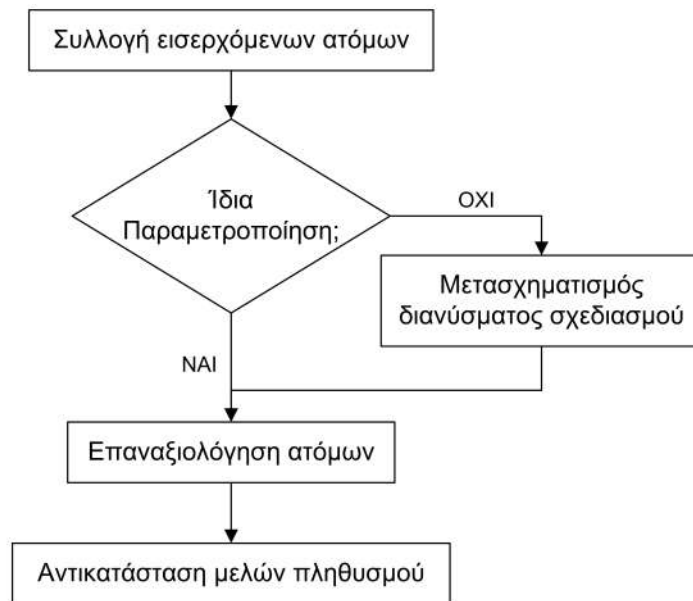 Συλλογή εισερχόμενων ατόμων
Ίδια
Παραμετροποίηση;
ΟΧΙ
Μετασχηματισμός
διανύσματος σχεδιασμού
ΝΑΙ
Επαναξιολόγηση ατόμων
Αντικατάσταση μελών πληθυσμού